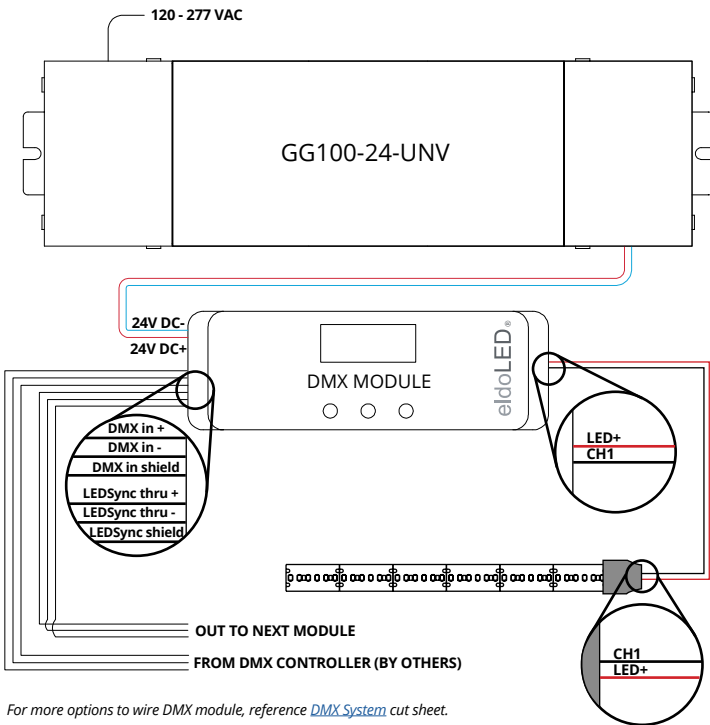 120 - 277 VAC
GG100-24-UNV
24V DC-
24V DC+
DMX MODULE
eldoLED®
DMX in +
DMX in -
DMX in shield
LEDSync thru +
LEDSync thru -
LEDSync shield
LED+
CH1
CH1
LED+
OUT TO NEXT MODULE
FROM DMX CONTROLLER (BY OTHERS)
For more options to wire DMX module, reference DMX System cut sheet.